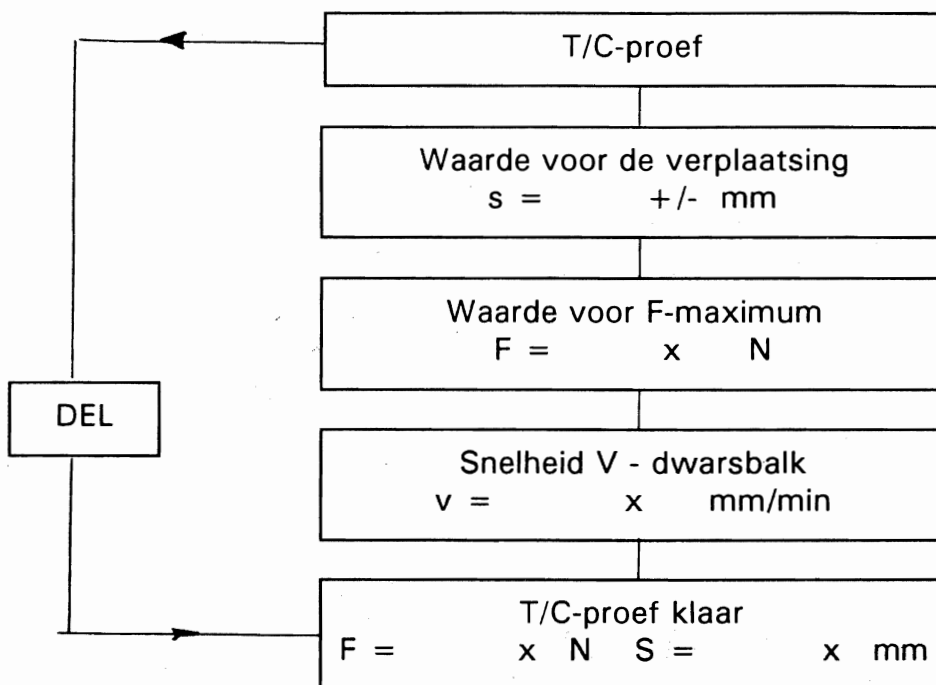 T/C-proef
Waarde voor de verplaatsing
s = +/- mm
Waarde voor F-maximum
F = x N
DEL
Snelheid V - dwarsbalk
v = x mm/min
T/C-proef klaar
F = x N S = x mm